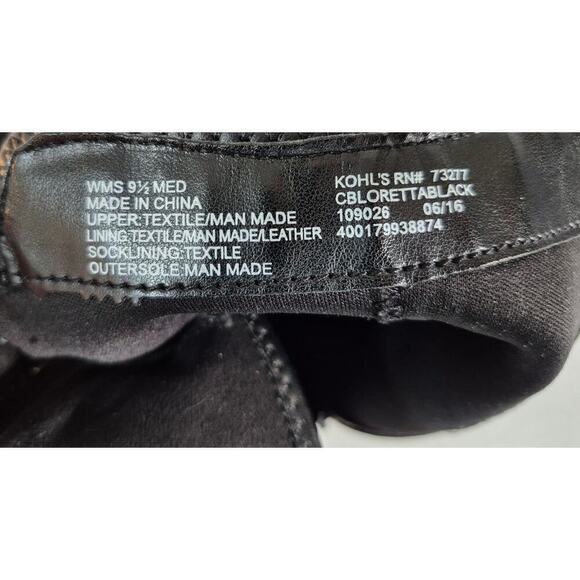 WMS 9½ MED
MADE IN CHINA
UPPER:TEXTILE/MAN MADE
LINING:TEXTILE/MAN MADE/LEATHER
SOCKLINING:TEXTILE
OUTERSOLE:MAN MADE
KOHL'S RN# 73277
CBLORETTABLACK
109026 06/16
400179938874